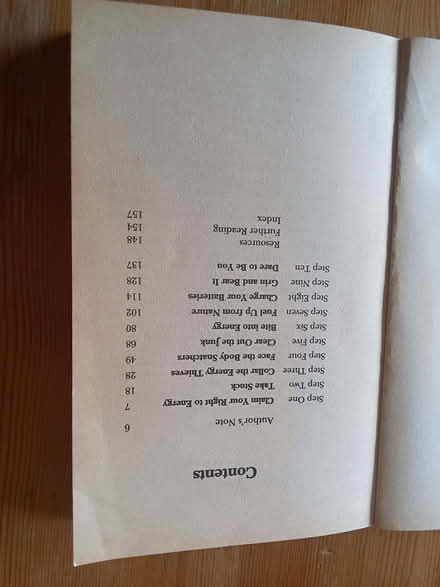 Contents
Author's Note 6
Step One Claim Your Right to Energy 7
Step Two Take Stock 18
Step Three Collar the Energy Thieves 28
Step Four Face the Body Snatchers 49
Step Five Clear Out the Junk 68
Step Six Bite into Energy 80
Step Seven Fuel Up from Nature 102
Step Eight Charge Your Batteries 114
Step Nine Grin and Bear It 128
Step Ten Dare to Be You 137
Resources 148
Further Reading 154
Index 157